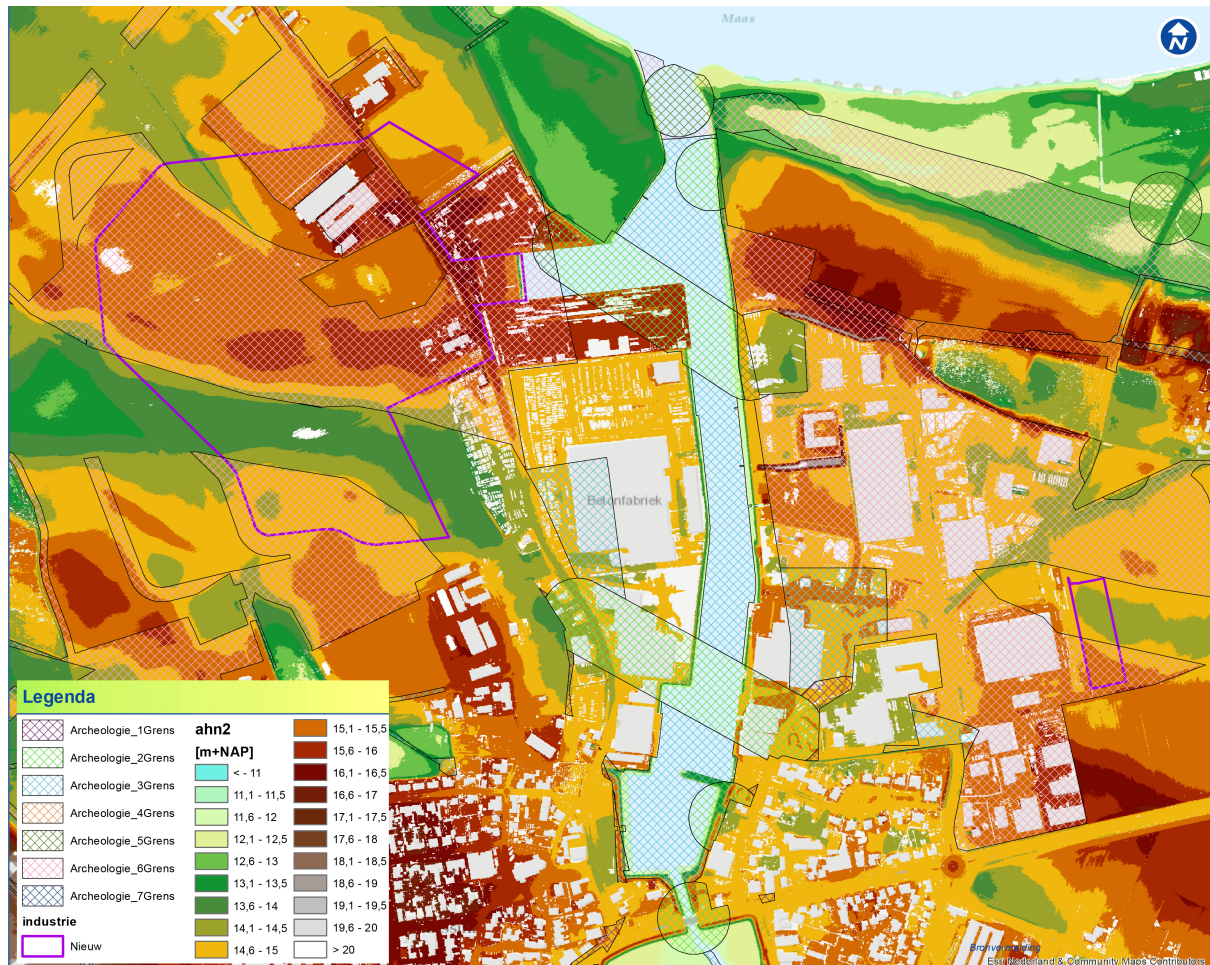 Maas
N
Betonfabriek
Legenda
Archeologie_1Grens
Archeologie_2Grens
Archeologie_3Grens
Archeologie_4Grens
Archeologie_5Grens
Archeologie_6Grens
Archeologie_7Grens
industrie
Nieuw
ahn2
[m+NAP]
< - 11
11,1 - 11,5
11,6 - 12
12,1 - 12,5
12,6 - 13
13,1 - 13,5
13,6 - 14
14,1 - 14,5
14,6 - 15
15,1 - 15,5
15,6 - 16
16,1 - 16,5
16,6 - 17
17,1 - 17,5
17,6 - 18
18,1 - 18,5
18,6 - 19
19,1 - 19,5
19,6 - 20
> 20
Bronvermelding
Esri Nederland & Community Maps Contributors